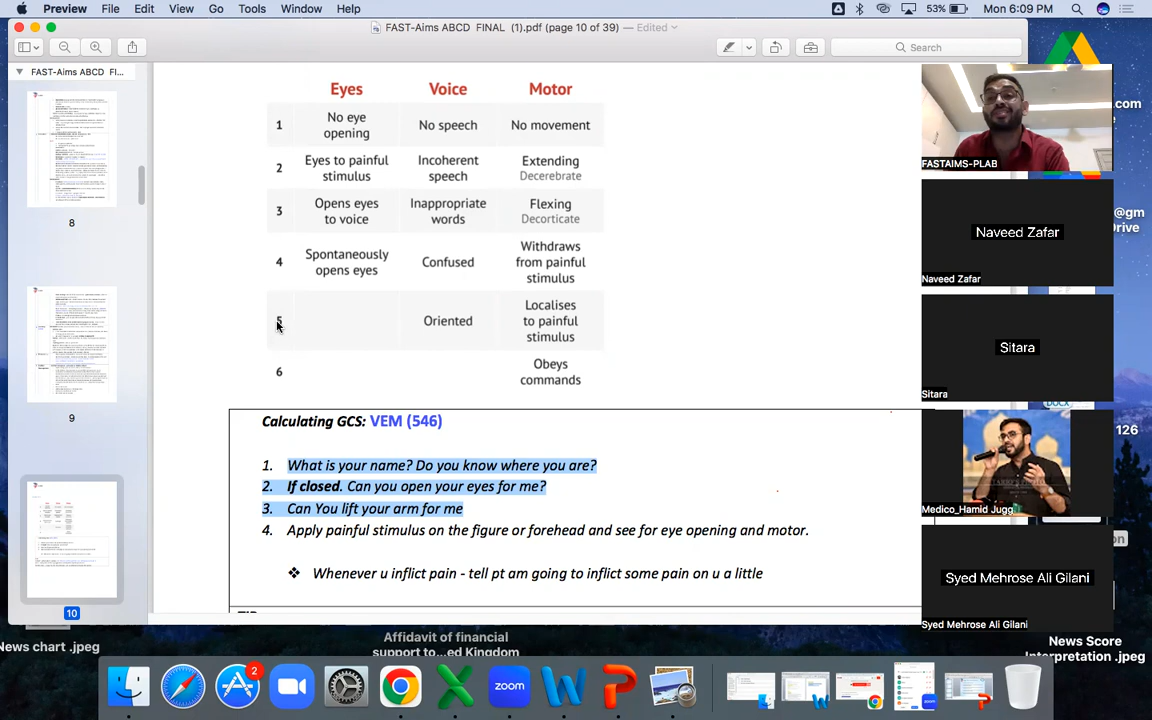 Preview File Edit View Go Tools Window Help 53% Mon 6:09 PM
FAST-Aims ABCD FINAL (1).pdf (page 10 of 39) — Edited
Search
FAST-Aims ABCD FI...
8
9
10
Eyes Voice Motor
1 No eye opening No speech No movement
2 Eyes to painful stimulus Incoherent speech Extending Decerebrate
3 Opens eyes to voice Inappropriate words Flexing Decorticate
4 Spontaneously opens eyes Confused Withdraws from painful stimulus
5 Oriented Localises to painful stimulus
6 Obeys commands
Calculating GCS: VEM (546)
1. What is your name? Do you know where you are?
2. If closed. Can you open your eyes for me?
3. Can You lift your arm for me
4. Apply painful stimulus on the figure or forehead and see for eye opening and motor.
❖ Whenever u inflict pain - tell pt am going to inflict some pain on u a little
FASTAIMS-PLAB
Naveed Zafar
Naveed Zafar
Sitara
Sitara
Medico_Hamid Jugg
Syed Mehrose Ali Gilani
Syed Mehrose Ali Gilani
.com
@gm
Drive
DOCX
126
on
News chart .jpeg
Affidavit of financial
support to...ed Kingdom
News Score
Interpretation .jpeg
2
zoom